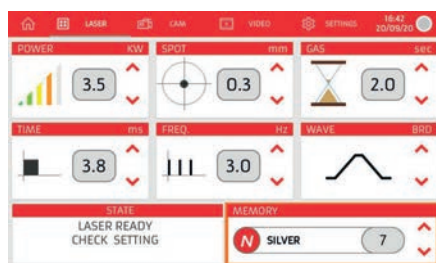 LASER CAM VIDEO SETTINGS 18:42
20/09/20
POWER KW SPOT mm GAS sec
3.5 0.3 2.0
TIME ms FREQ. Hz WAVE BRD
3.8 3.0
STATE MEMORY
LASER READY
CHECK SETTING
N SILVER 7